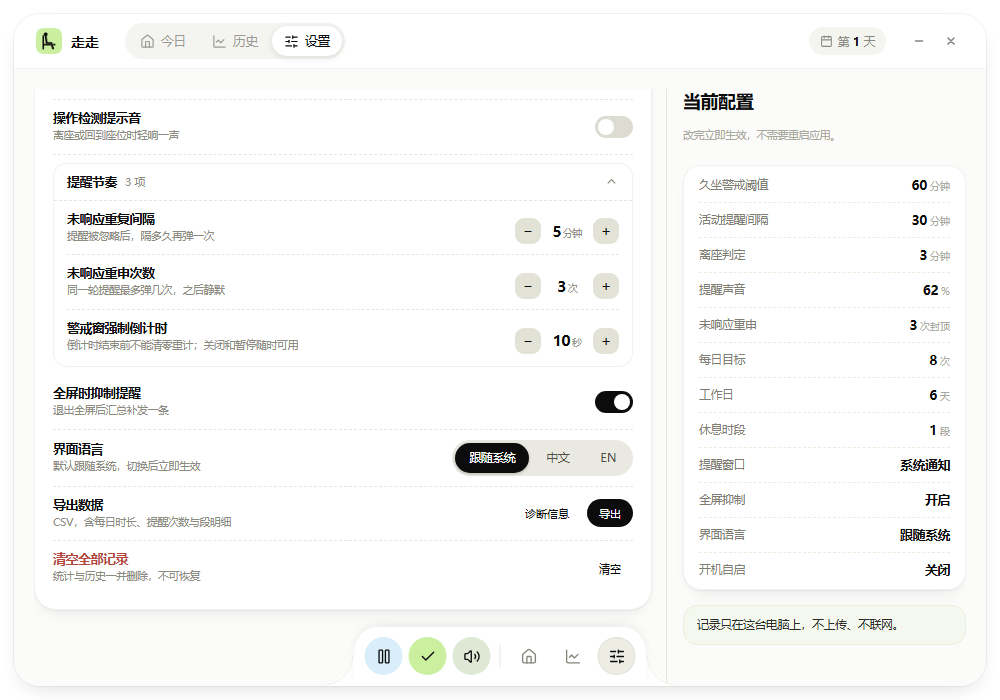 走走
今日
历史
设置
第 1 天
操作检测提示音
离座或回到座位时轻响一声
提醒节奏 3 项
未响应重复间隔
提醒被忽略后，隔多久再弹一次
− 5 分钟 +
未响应重申次数
同一轮提醒最多弹几次，之后静默
− 3 次 +
警戒窗强制倒计时
倒计时结束前不能清零重计；关闭和暂停随时可用
− 10 秒 +
全屏时抑制提醒
退出全屏后汇总补发一条
界面语言
默认跟随系统，切换后立即生效
跟随系统 中文 EN
导出数据
CSV，含每日时长、提醒次数与段明细
诊断信息 导出
清空全部记录
统计与历史一并删除，不可恢复
清空
当前配置
改完立即生效，不需要重启应用。
久坐警戒阈值 60 分钟
活动提醒间隔 30 分钟
离座判定 3 分钟
提醒声音 62 %
未响应重申 3 次封顶
每日目标 8 次
工作日 6 天
休息时段 1 段
提醒窗口 系统通知
全屏抑制 开启
界面语言 跟随系统
开机自启 关闭
记录只在这台电脑上，不上传、不联网。